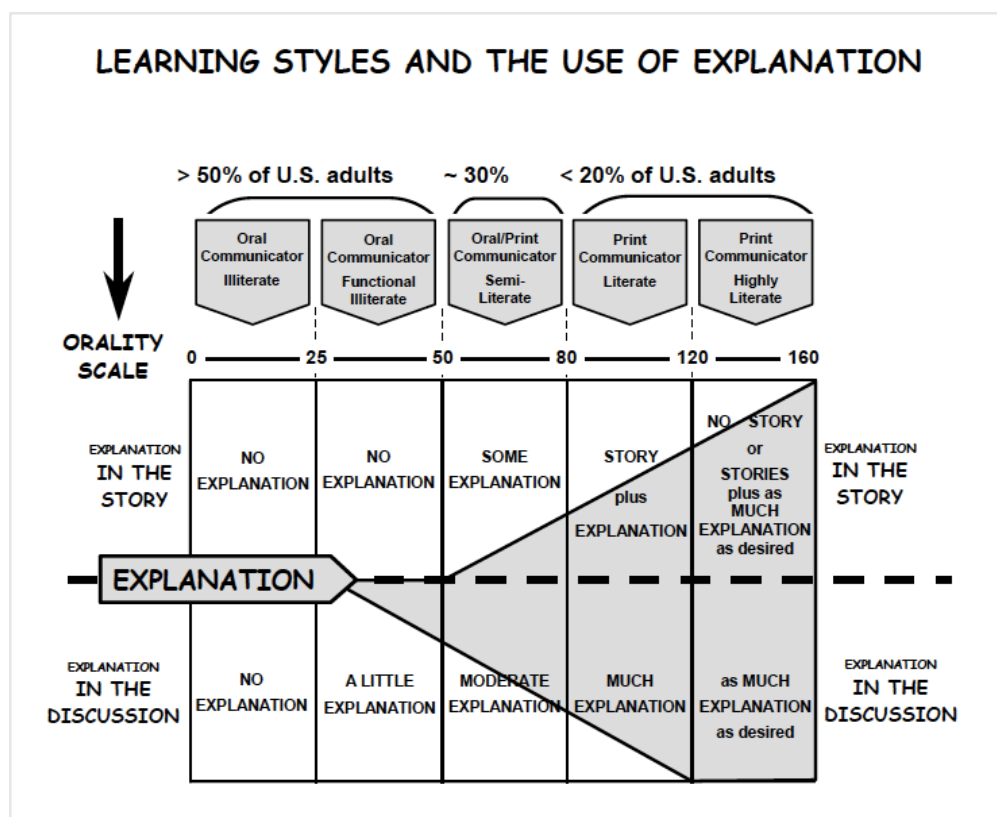 LEARNING STYLES AND THE USE OF EXPLANATION
> 50% of U.S. adults
~ 30%
< 20% of U.S. adults
Oral
Communicator
Illiterate
Oral
Communicator
Functional
Illiterate
Oral/Print
Communicator
Semi-
Literate
Print
Communicator
Literate
Print
Communicator
Highly
Literate
ORALITY
SCALE
0 25 50 80 120 160
EXPLANATION
IN THE
STORY
NO
EXPLANATION
NO
EXPLANATION
SOME
EXPLANATION
STORY
plus
EXPLANATION
NO STORY
or
STORIES
plus as
MUCH
EXPLANATION
as desired
EXPLANATION
IN THE
STORY
EXPLANATION
EXPLANATION
IN THE
DISCUSSION
NO
EXPLANATION
A LITTLE
EXPLANATION
MODERATE
EXPLANATION
MUCH
EXPLANATION
as MUCH
EXPLANATION
as desired
EXPLANATION
IN THE
DISCUSSION